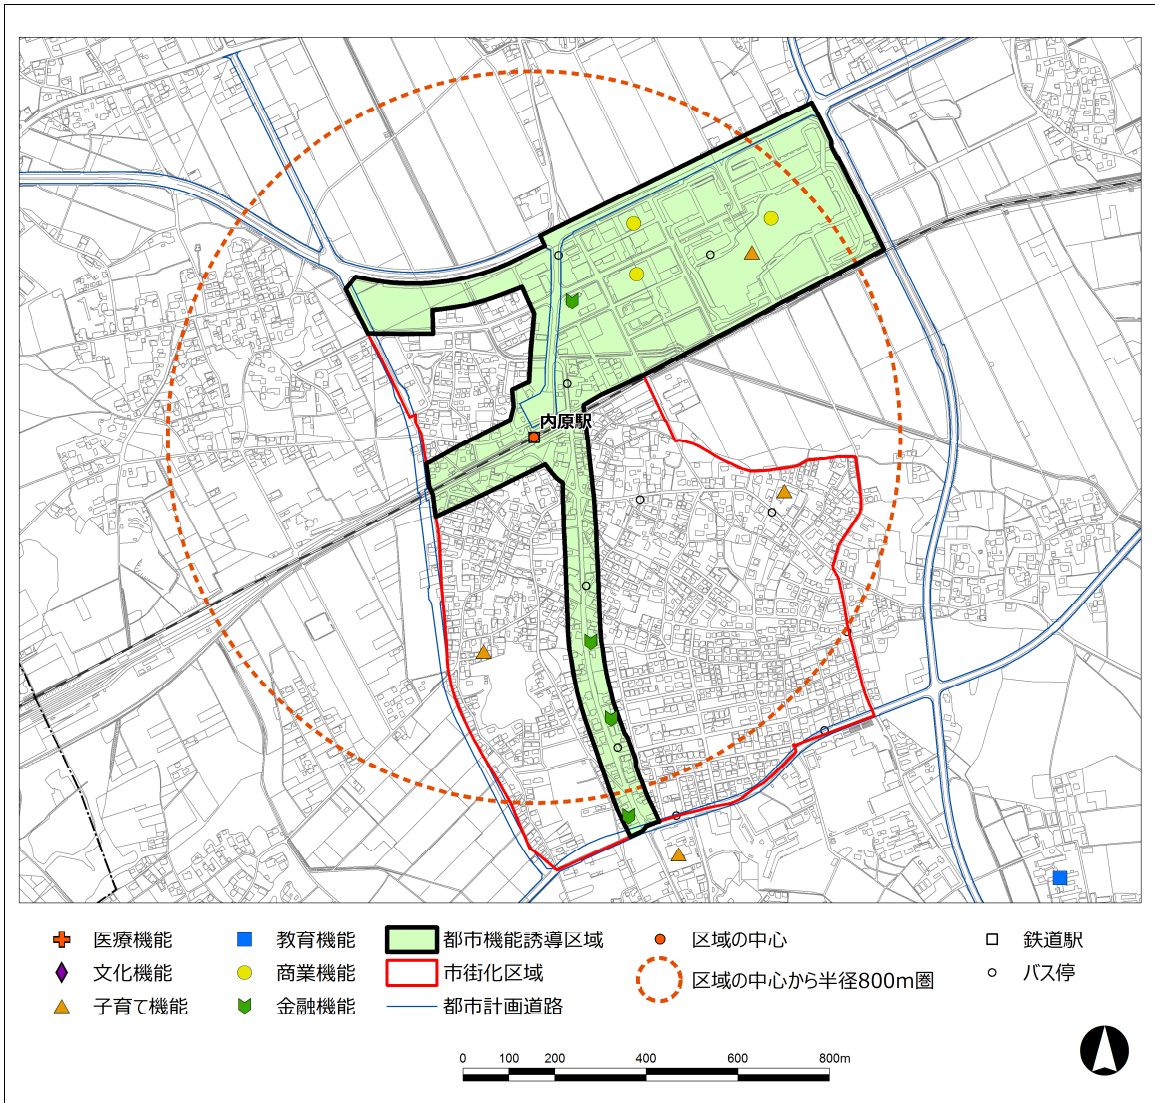 内原駅
医療機能 教育機能 都市機能誘導区域 区域の中心 鉄道駅
文化機能 商業機能 市街化区域 区域の中心から半径800m圏 バス停
子育て機能 金融機能 都市計画道路
0 100 200 400 600 800m